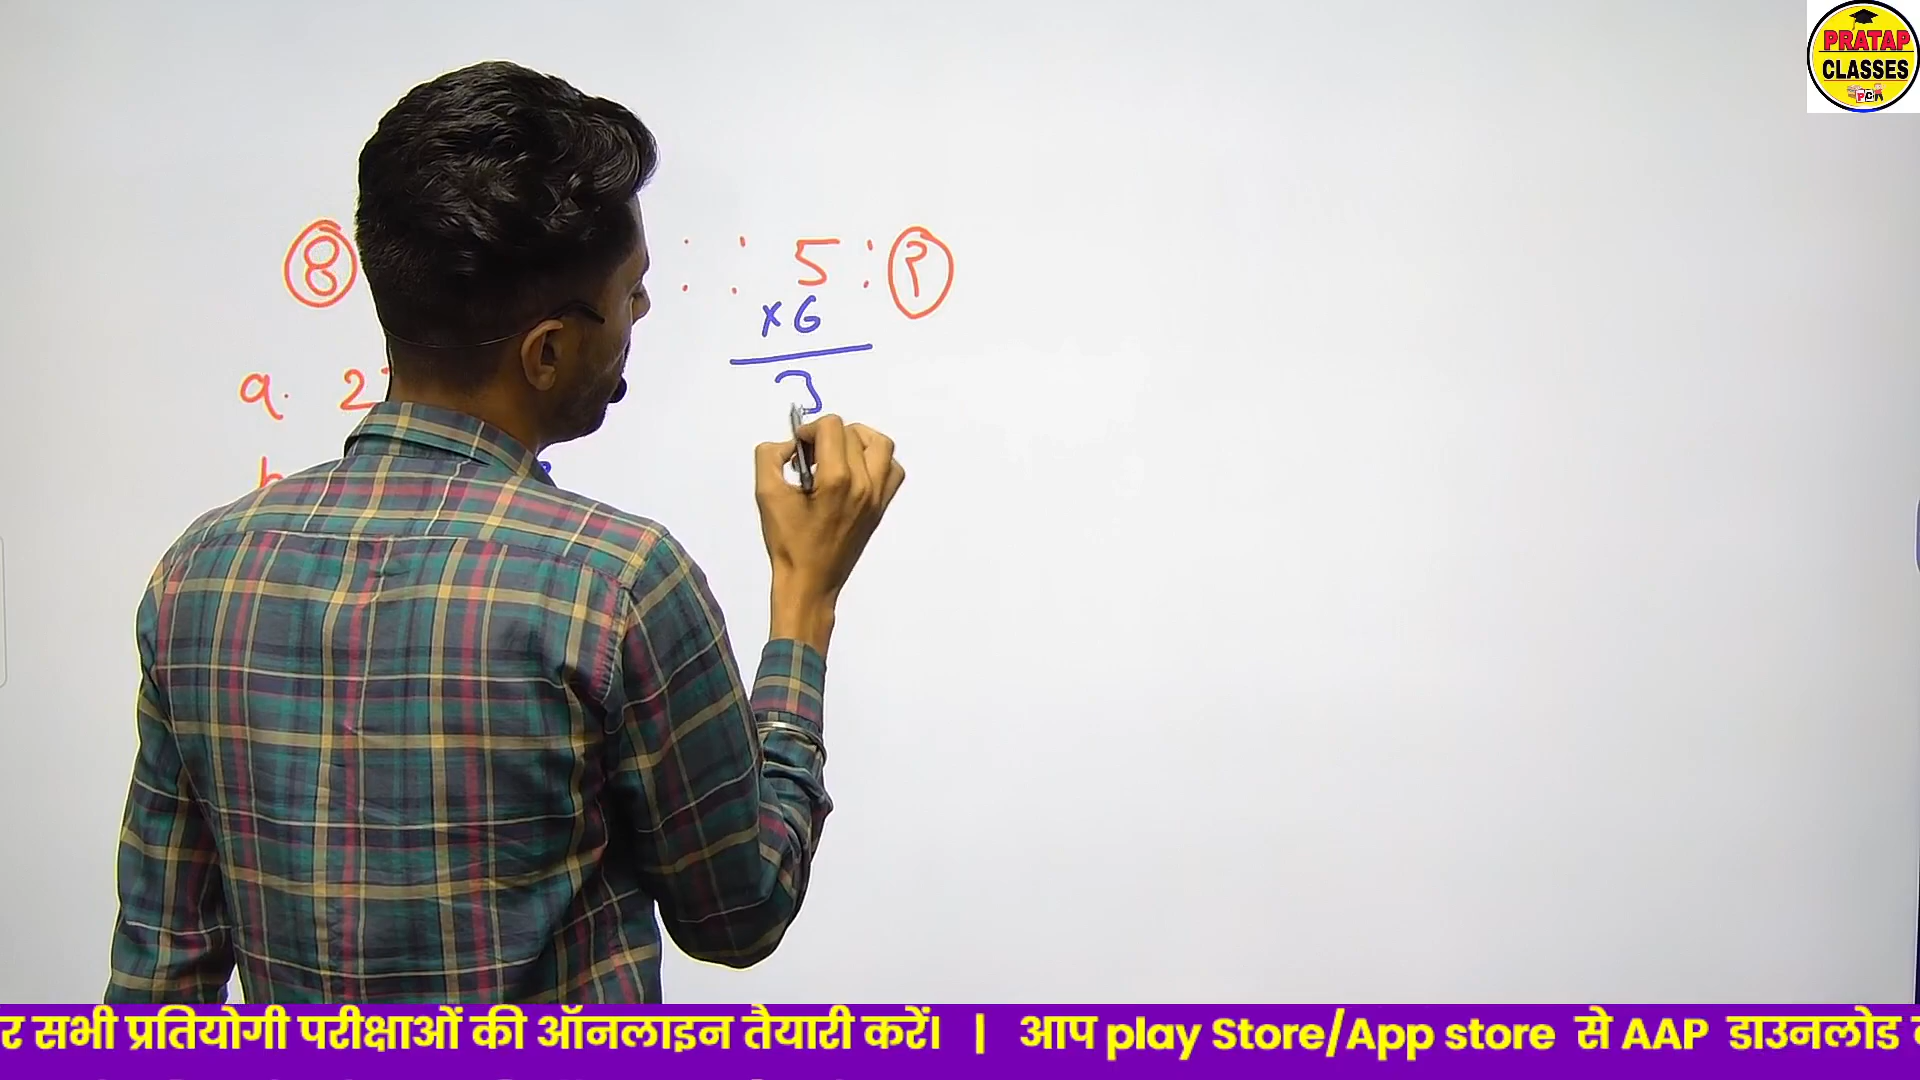 PRATAP
CLASSES
8 : : 5 : ?
× 6
3
a. 2
b
र सभी प्रतियोगी परीक्षाओं की ऑनलाइन तैयारी करें। | आप play Store/App store से AAP डाउनलोड